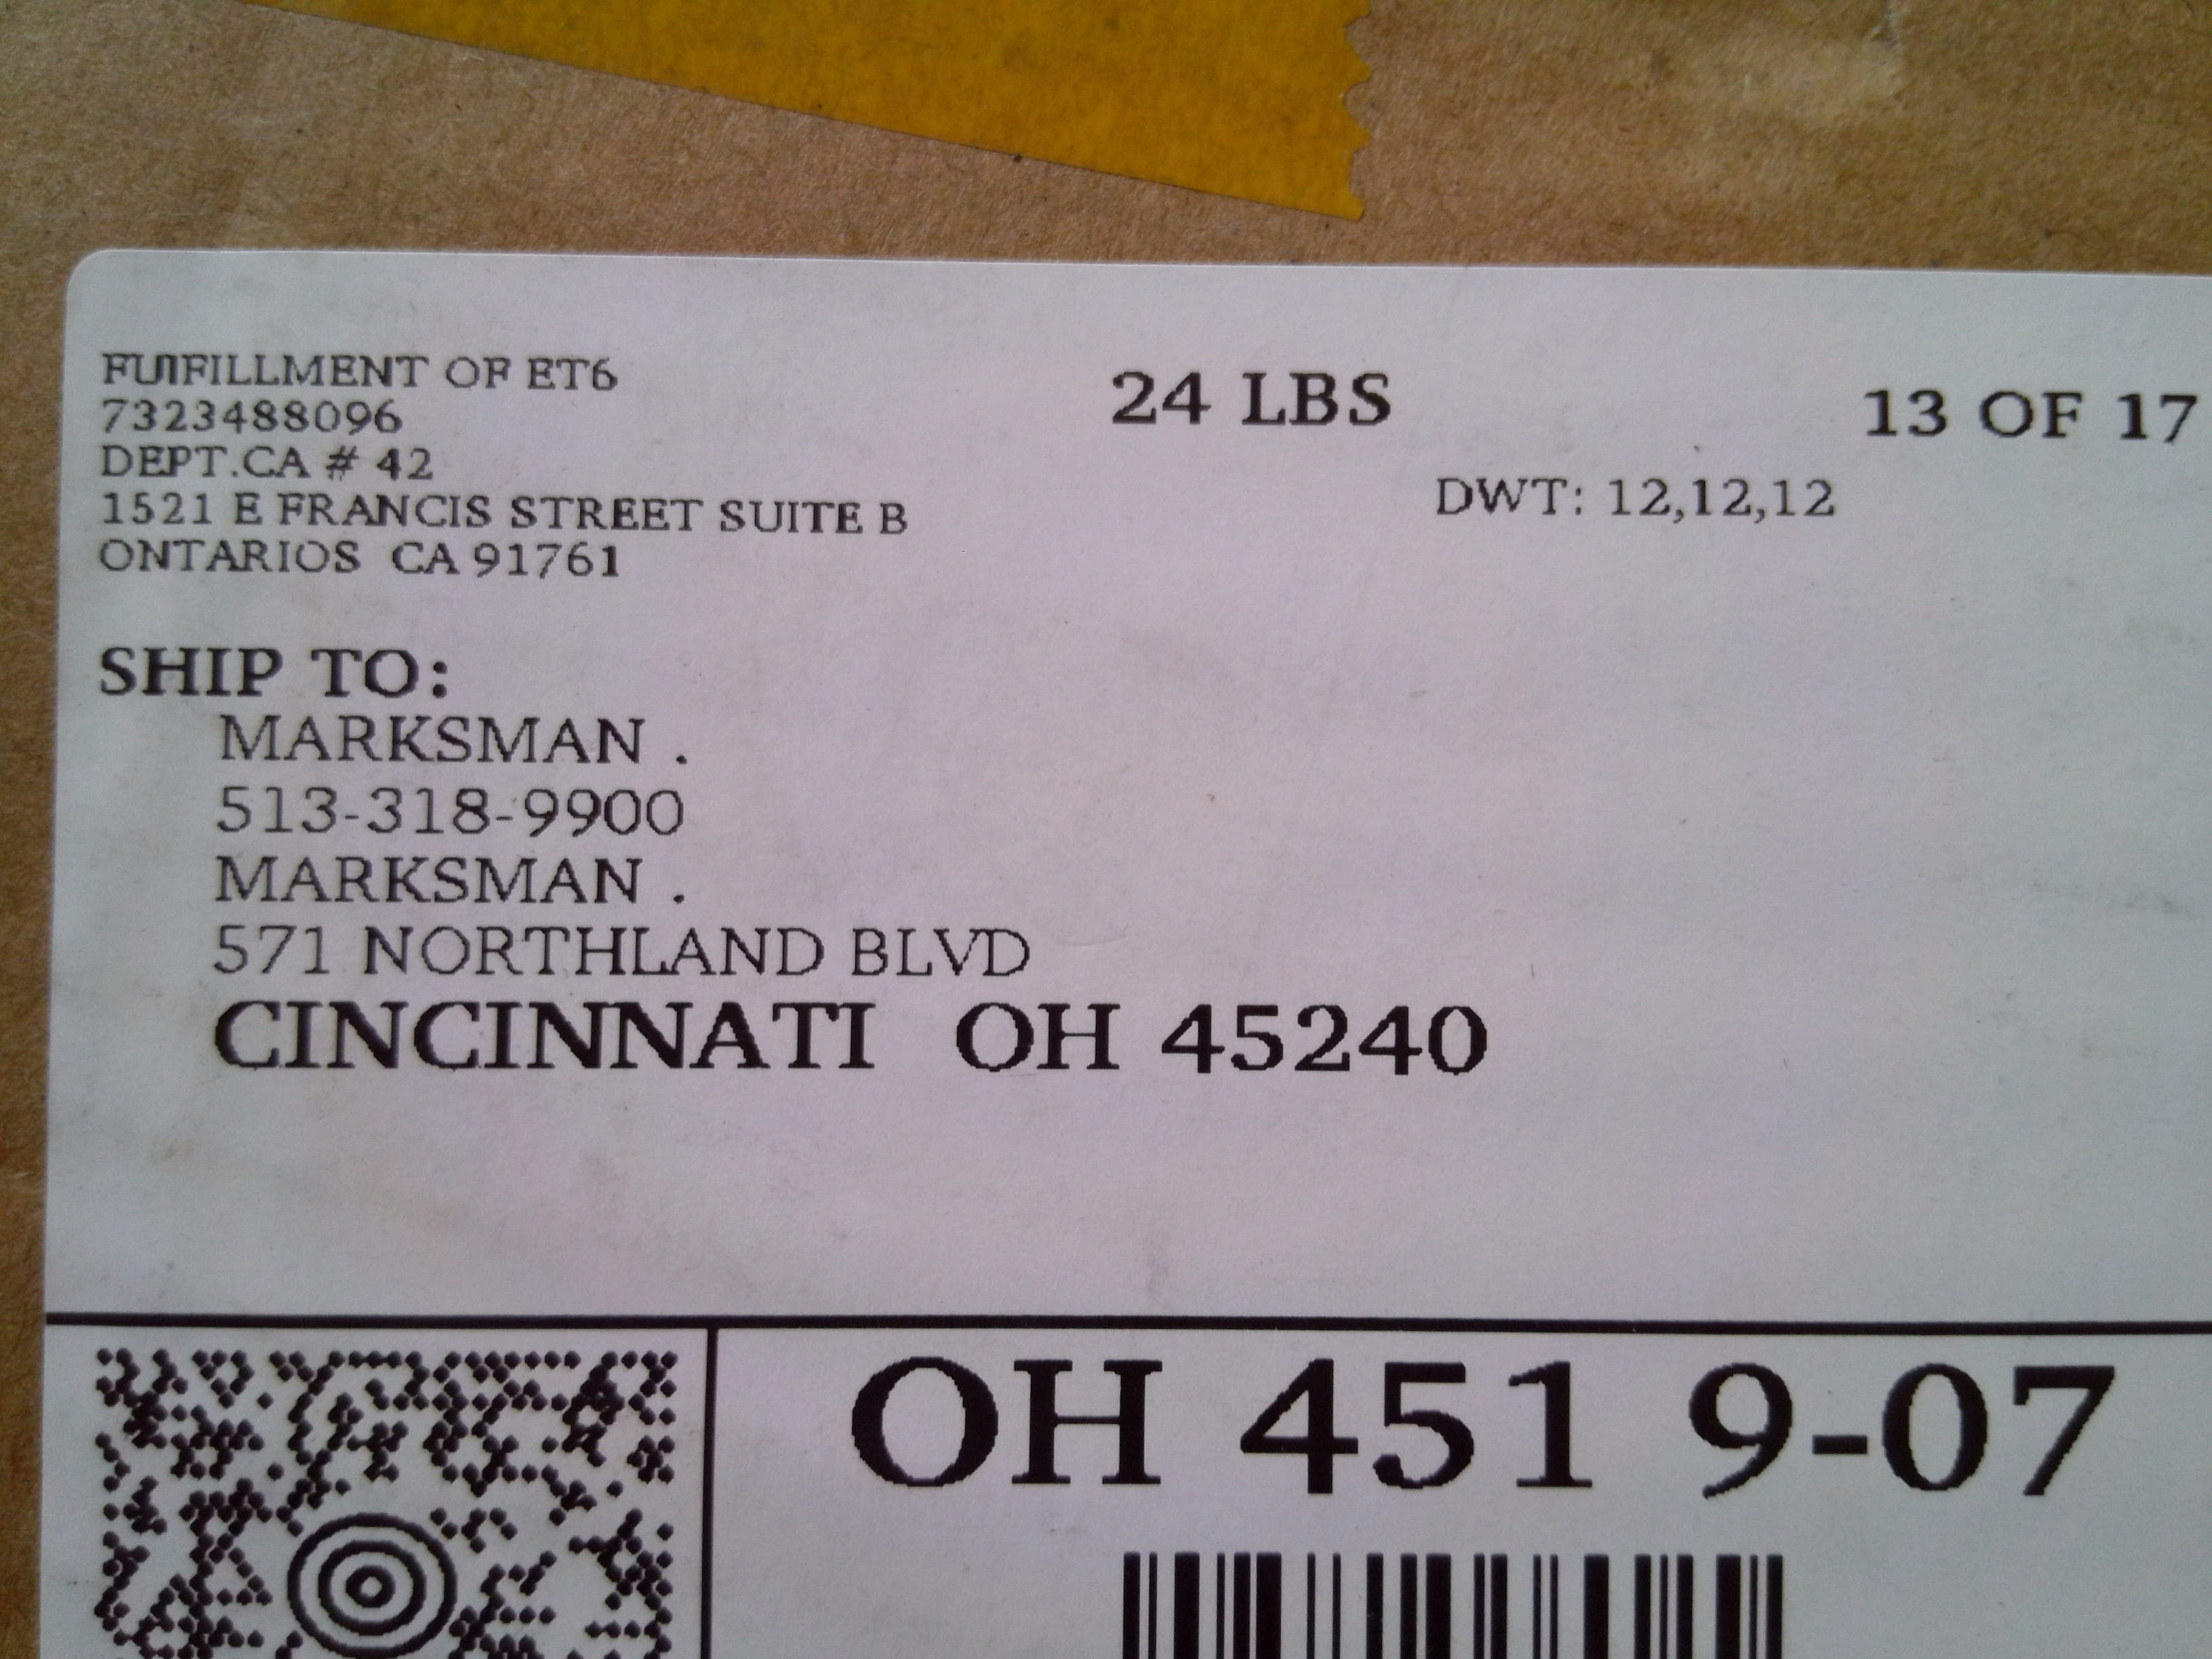 FUlFILLMENT OF ET6
7323488096
DEPT.CA # 42
1521 E FRANCIS STREET SUITE B
ONTARIOS CA 91761
24 LBS
13 OF 17
DWT: 12,12,12
SHIP TO:
MARKSMAN .
513-318-9900
MARKSMAN .
571 NORTHLAND BLVD
CINCINNATI OH 45240
OH 451 9-07